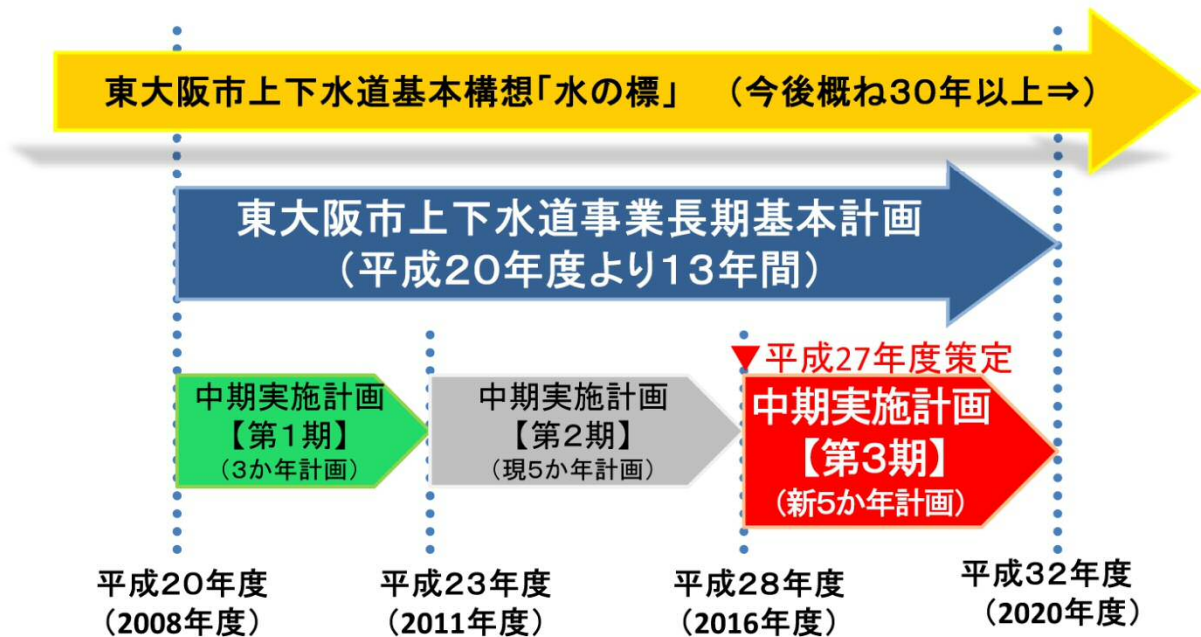 東大阪市上下水道基本構想「水の標」 （今後概ね３０年以上⇒）
東大阪市上下水道事業長期基本計画
（平成２０年度より１３年間）
▼平成27年度策定
中期実施計画
【第１期】
（３か年計画）
中期実施計画
【第２期】
（現５か年計画）
中期実施計画
【第３期】
（新５か年計画）
平成２０年度
（2008年度）
平成２３年度
（2011年度）
平成２８年度
（2016年度）
平成３２年度
（2020年度）